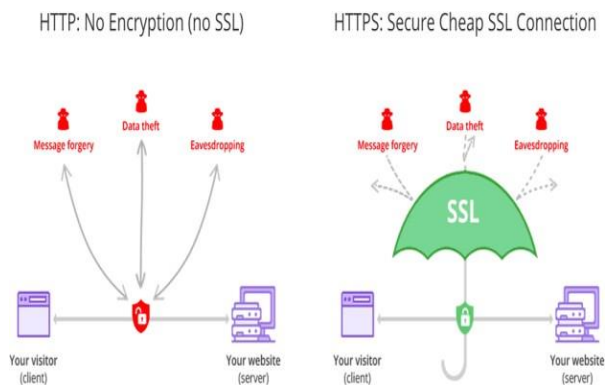 HTTP: No Encryption (no SSL)
Message forgery
Data theft
Eavesdropping
Your visitor
(client)
Your website
(server)
HTTPS: Secure Cheap SSL Connection
Message forgery
Data theft
Eavesdropping
SSL
Your visitor
(client)
Your website
(server)